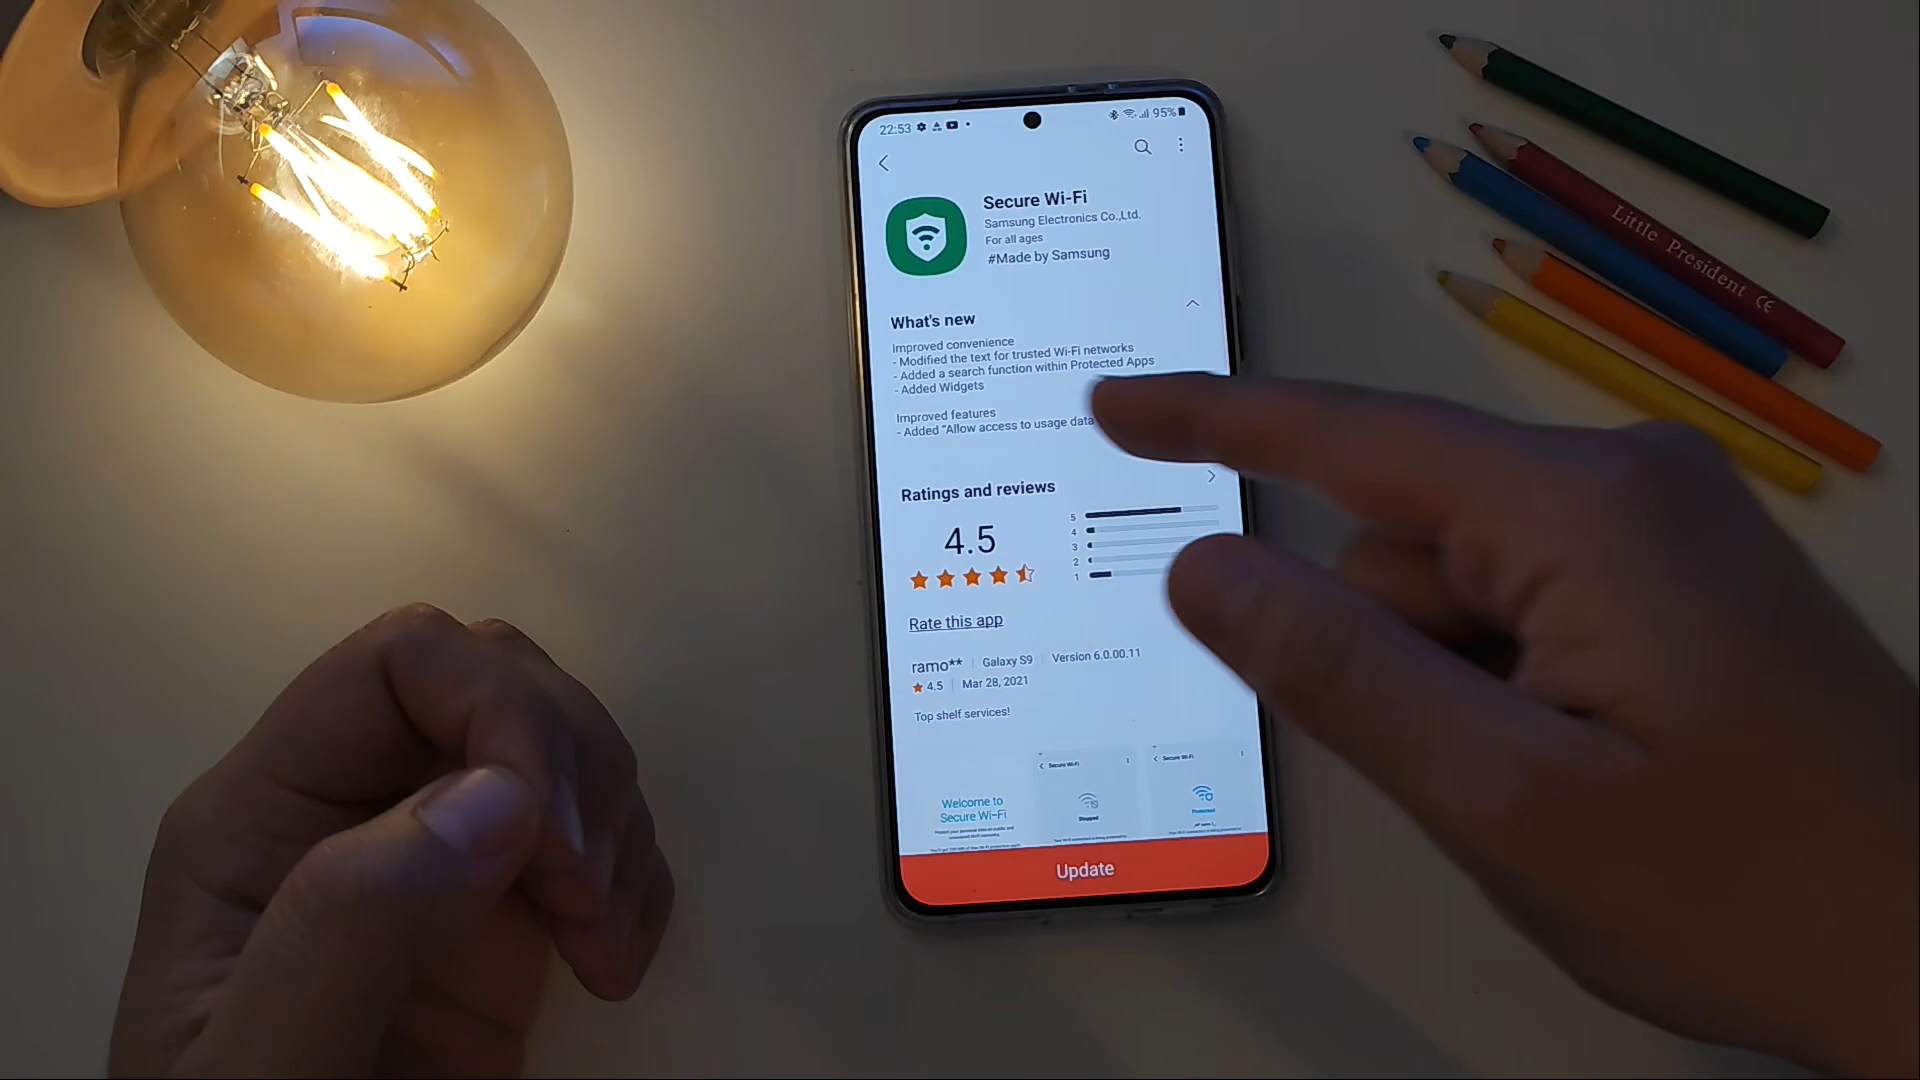 22:53
95%
Secure Wi-Fi
Samsung Electronics Co.,Ltd.
For all ages
#Made by Samsung
What's new
Improved convenience
- Modified the text for trusted Wi-Fi networks
- Added a search function within Protected Apps
- Added Widgets
Improved features
- Added "Allow access to usage data
Ratings and reviews
4.5
5
4
3
2
1
Rate this app
ramo** Galaxy S9 Version 6.0.00.11
4.5 Mar 28, 2021
Top shelf services!
Welcome to
Secure Wi-Fi
Secure Wi-Fi
Stopped
Secure Wi-Fi
Protected
Update
Little President CE